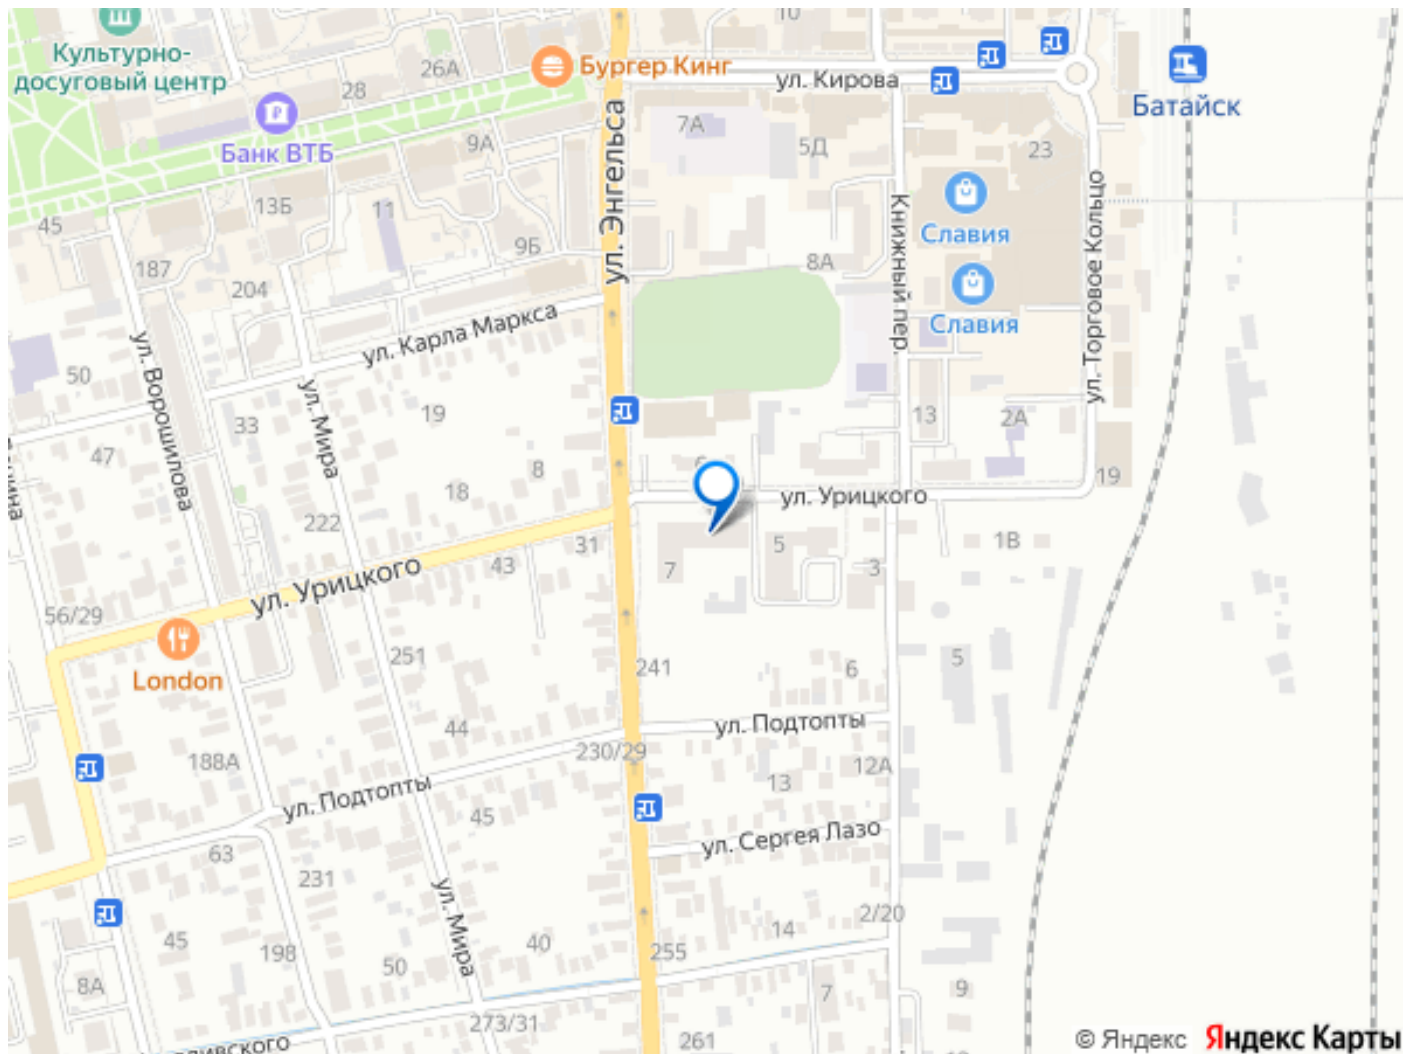 10
Культурно-
досуговый центр
26А
Бургер Кинг
ул. Кирова
28
Батайск
Банк ВТБ
9А
7А
5Д
23
ул. Энгельса
45
13Б
11
9Б
Славия
Книжный пер.
ул. Торговое Кольцо
187
204
8А
Славия
ул. Карла Маркса
50
ул. Ворошилова
ул. Мира
19
33
13
2А
47
8
18
19
ул. Урицкого
222
31
43
7
5
1В
3
ул. Урицкого
56/29
London
251
241
6
5
44
ул. Подтопты
188А
230/29
13
12А
ул. Подтопты
45
ул. Сергея Лазо
63
231
ул. Мира
2/20
45
198
40
50
255
14
8А
7
9
273/31
261
© Яндекс Яндекс Карты